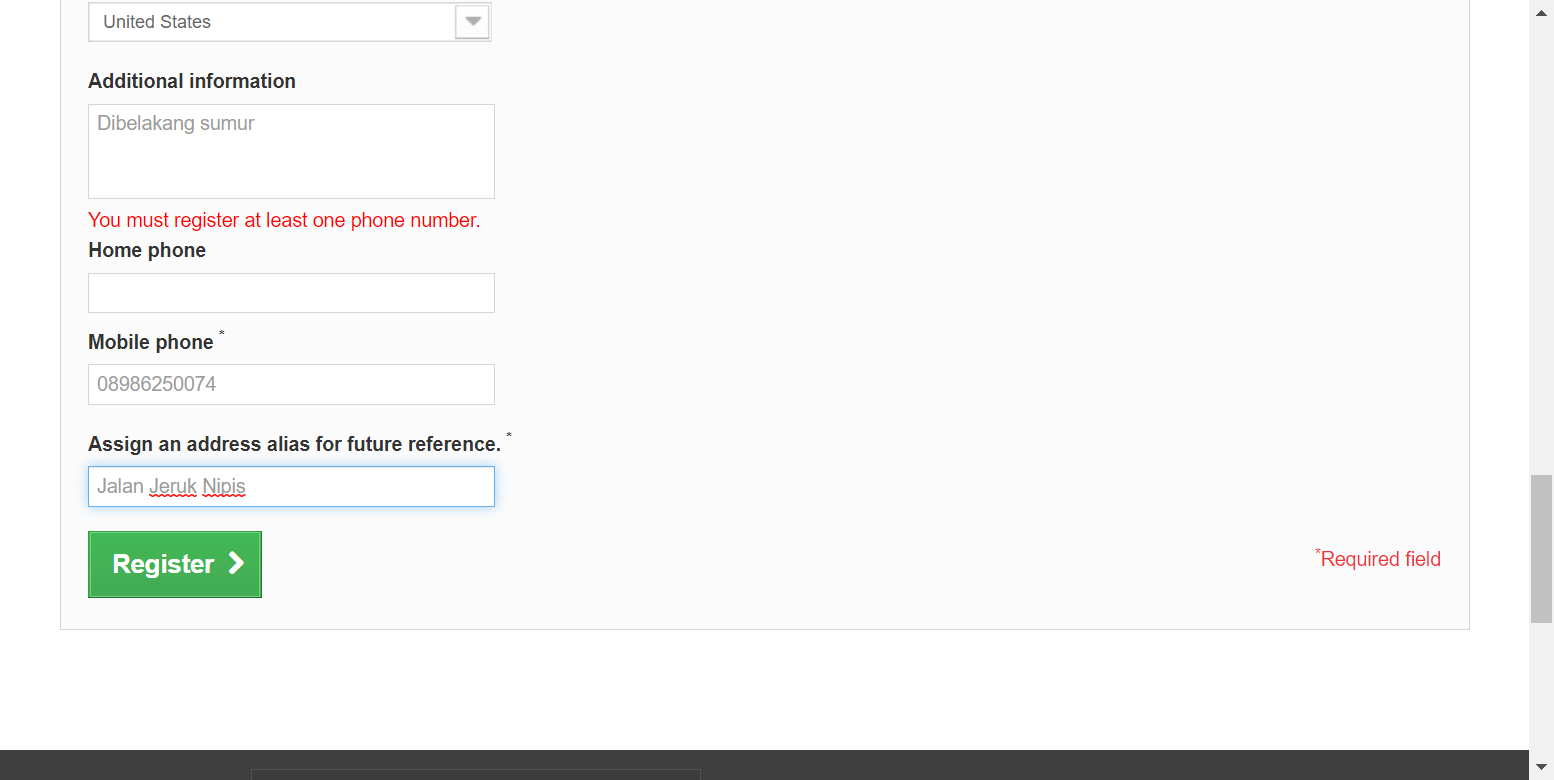 United States
Additional information
Dibelakang sumur
You must register at least one phone number.
Home phone
Mobile phone *
08986250074
Assign an address alias for future reference. *
Jalan Jeruk Nipis
Register
*Required field